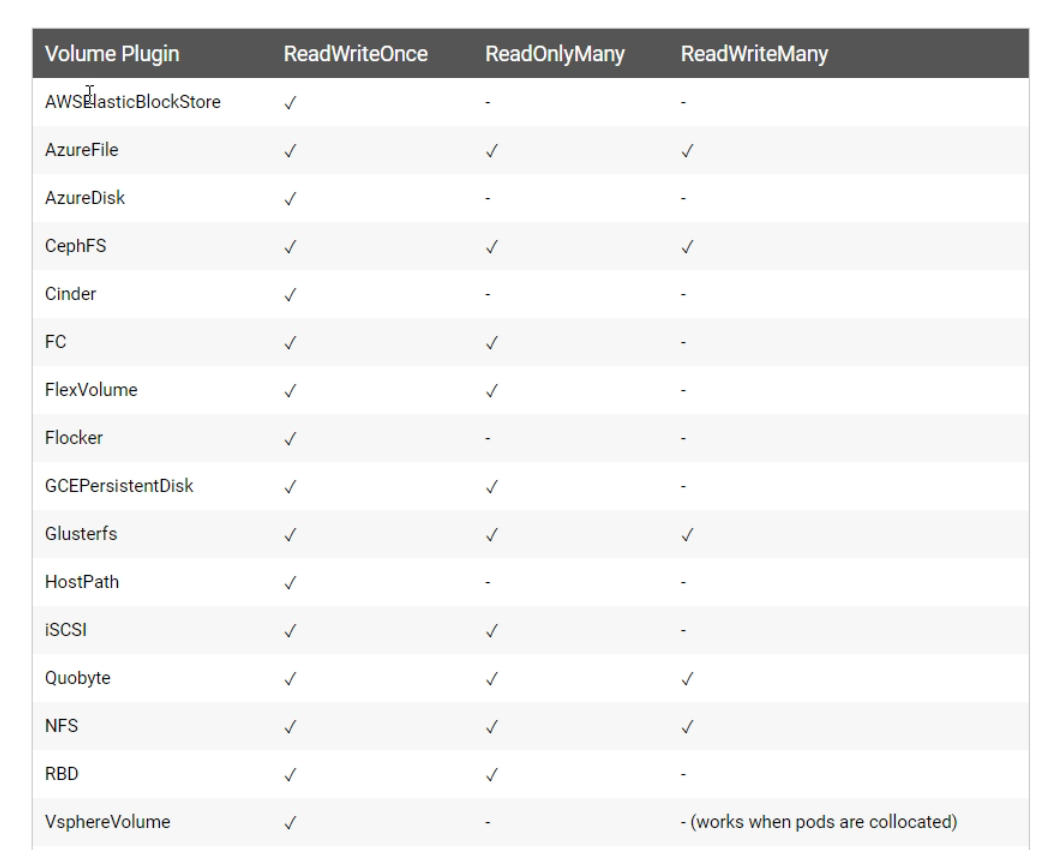 Volume Plugin ReadWriteOnce ReadOnlyMany ReadWriteMany
AWSElasticBlockStore ✓ - -
AzureFile ✓ ✓ ✓
AzureDisk ✓ - -
CephFS ✓ ✓ ✓
Cinder ✓ - -
FC ✓ ✓ -
FlexVolume ✓ ✓ -
Flocker ✓ - -
GCEPersistentDisk ✓ ✓ -
Glusterfs ✓ ✓ ✓
HostPath ✓ - -
iSCSI ✓ ✓ -
Quobyte ✓ ✓ ✓
NFS ✓ ✓ ✓
RBD ✓ ✓ -
VsphereVolume ✓ - - (works when pods are collocated)